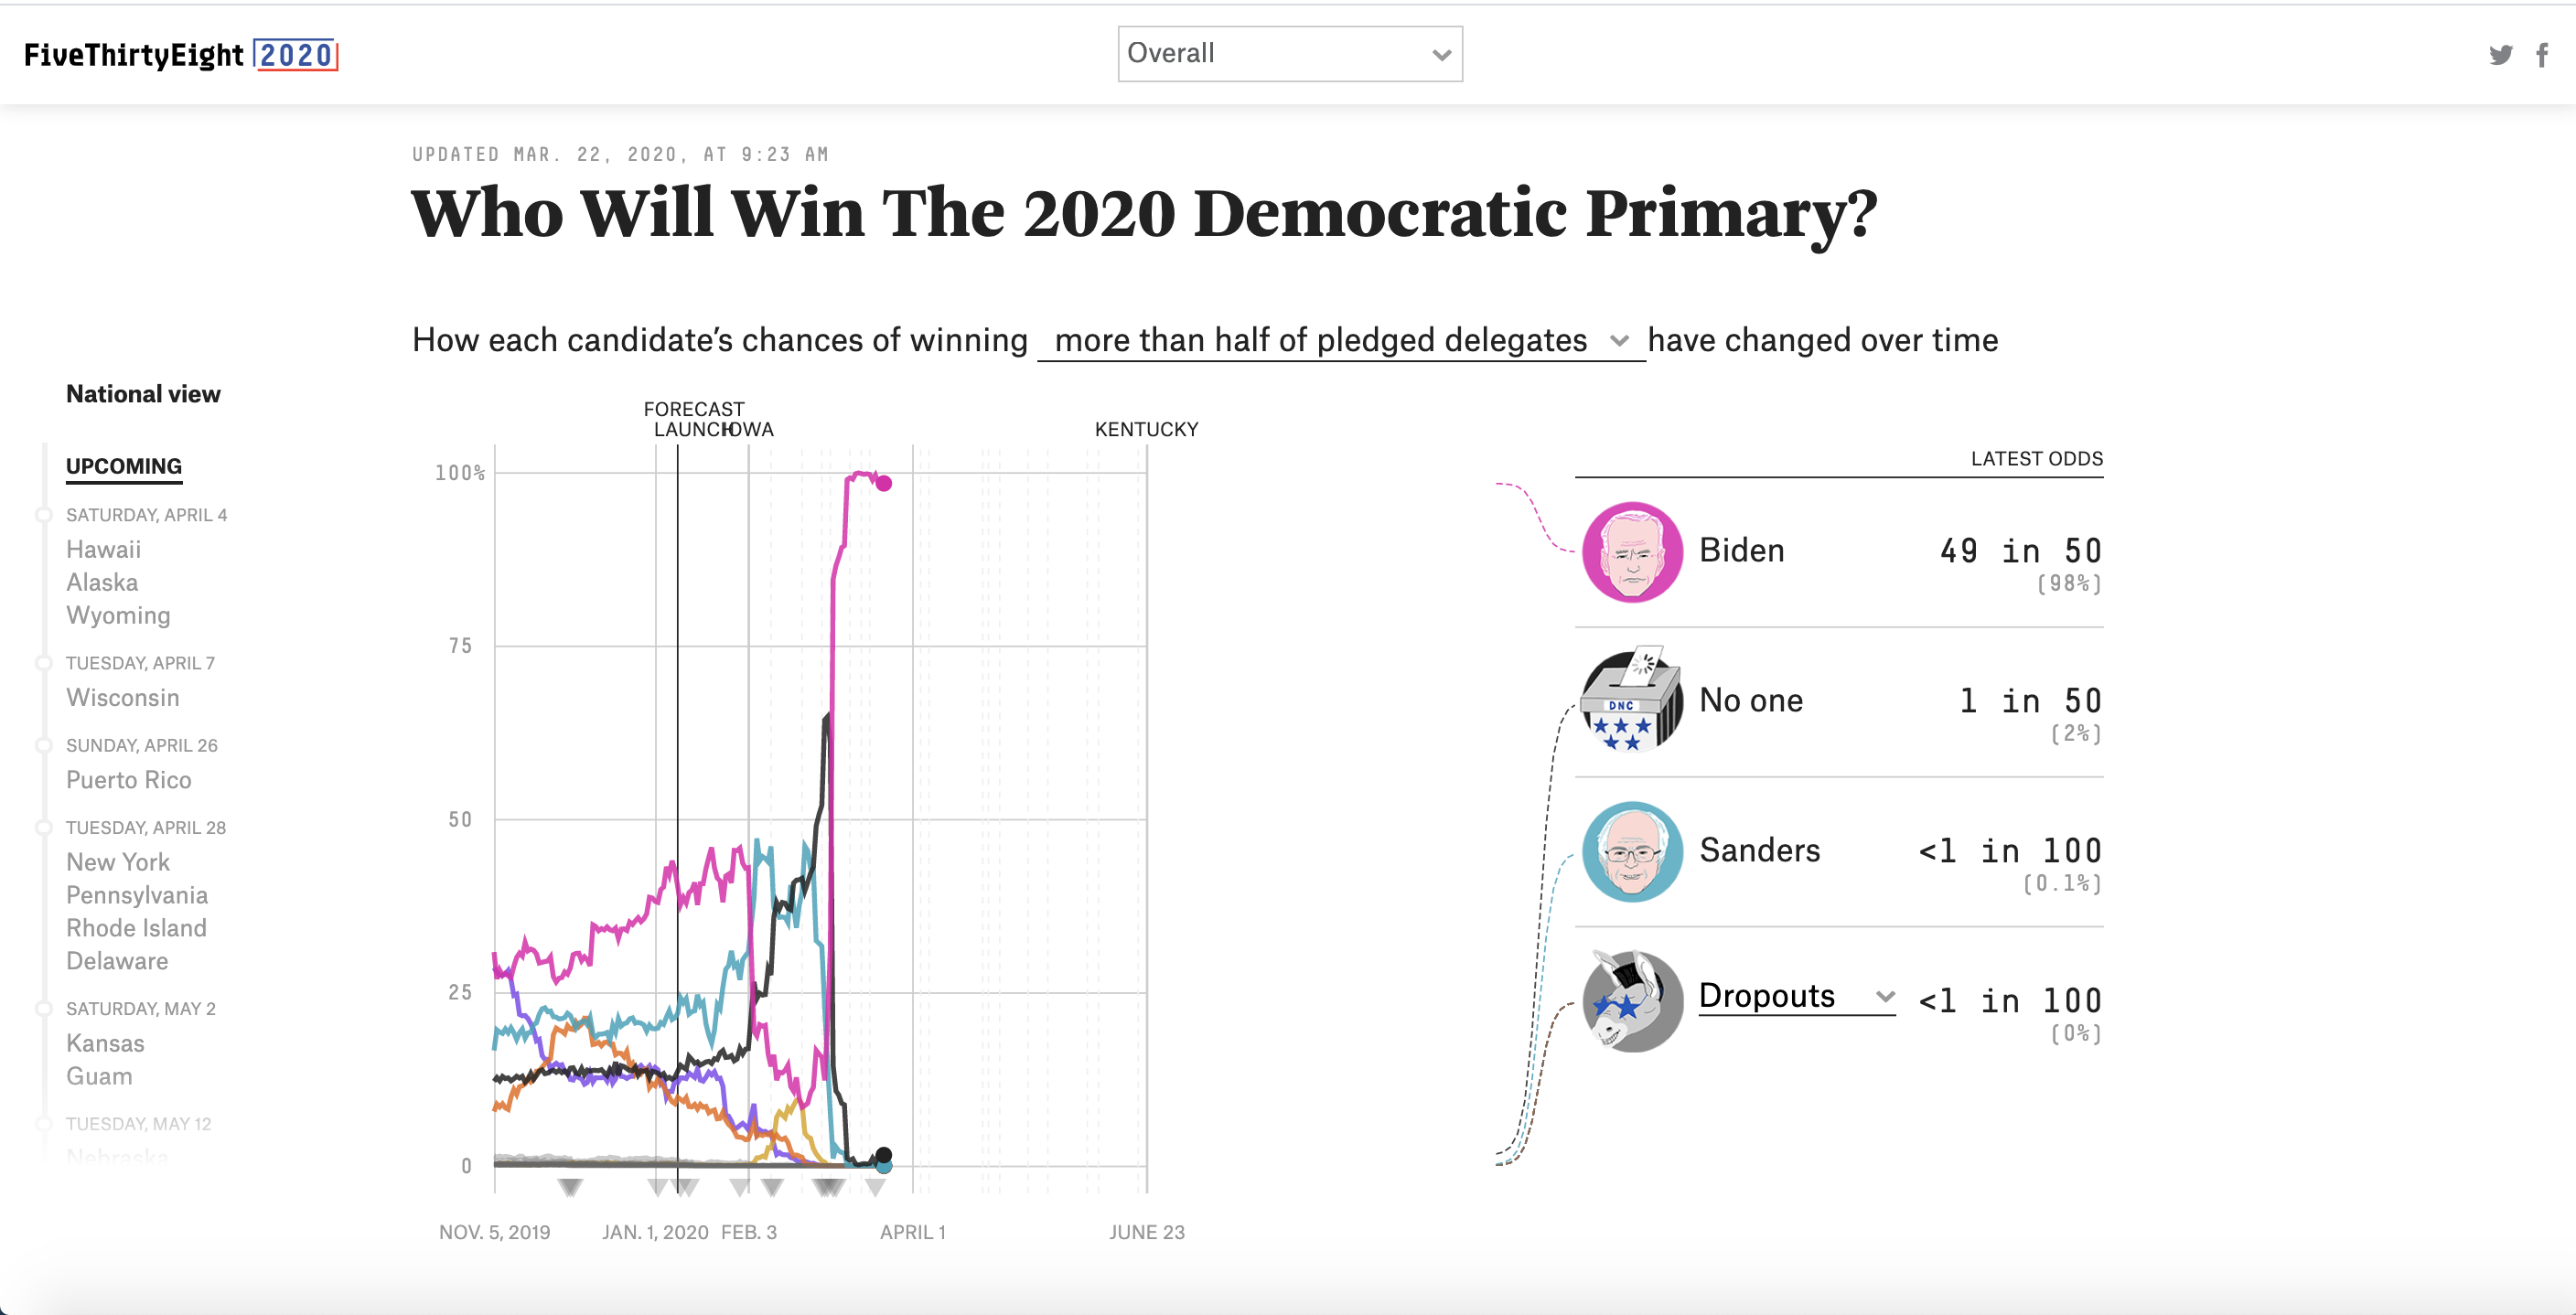 FiveThirtyEight 2020
Overall
UPDATED MAR. 22, 2020, AT 9:23 AM
Who Will Win The 2020 Democratic Primary?
How each candidate’s chances of winning more than half of pledged delegates have changed over time
National view
UPCOMING
SATURDAY, APRIL 4
Hawaii
Alaska
Wyoming
TUESDAY, APRIL 7
Wisconsin
SUNDAY, APRIL 26
Puerto Rico
TUESDAY, APRIL 28
New York
Pennsylvania
Rhode Island
Delaware
SATURDAY, MAY 2
Kansas
Guam
TUESDAY, MAY 12
Nebraska
FORECAST
LAUNCH IOWA
KENTUCKY
100%
75
50
25
0
NOV. 5, 2019 JAN. 1, 2020 FEB. 3 APRIL 1 JUNE 23
LATEST ODDS
Biden 49 in 50
(98%)
DNC
No one 1 in 50
(2%)
Sanders <1 in 100
(0.1%)
Dropouts <1 in 100
(0%)